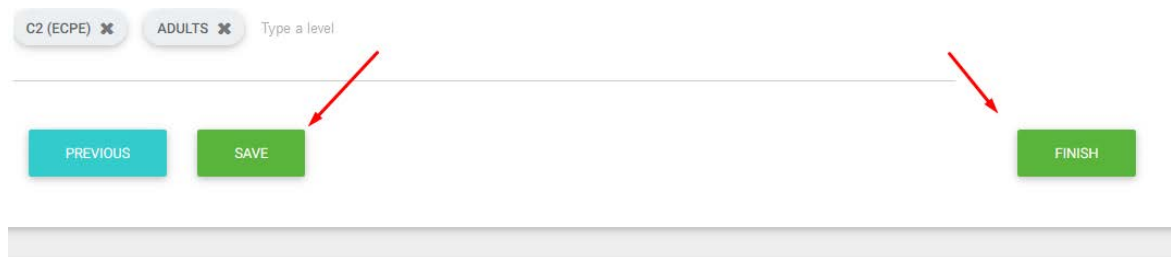 C2 (ECPE) ✖ ADULTS ✖ Type a level
PREVIOUS SAVE FINISH